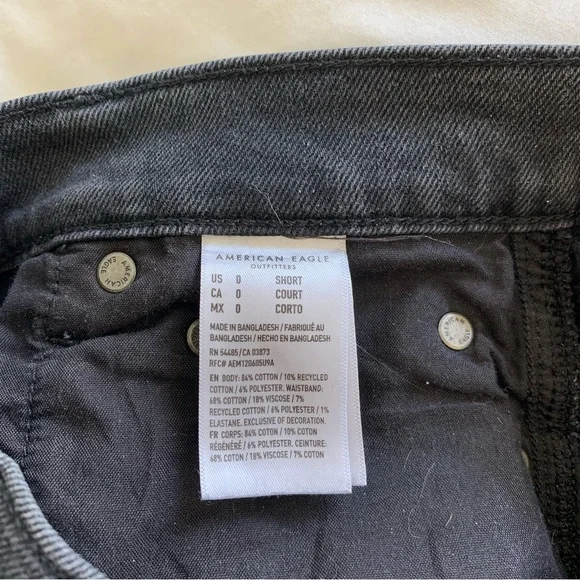 AMERICAN EAGLE
OUTFITTERS
US 0 SHORT
CA 0 COURT
MX 0 CORTO
MADE IN BANGLADESH / FABRIQUÉ AU
BANGLADESH / HECHO EN BANGLADESH
RN 54485/CA 03873
RFC# AEM120605U9A
EN BODY: 84% COTTON / 10% RECYCLED
COTTON / 6% POLYESTER. WAISTBAND:
68% COTTON / 18% VISCOSE / 7%
RECYCLED COTTON / 6% POLYESTER / 1%
ELASTANE. EXCLUSIVE OF DECORATION.
FR CORPS: 84% COTON / 10% COTON
RÉGÉNÉRÉ / 6% POLYESTER. CEINTURE:
68% COTON / 18% VISCOSE / 7% COTON
AMERICAN EAGLE